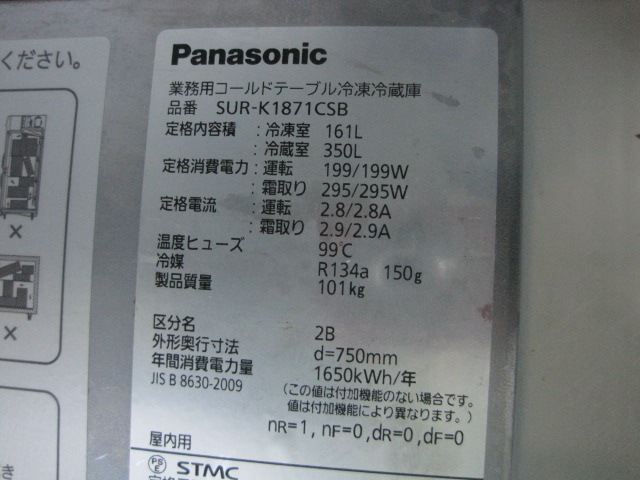 ください。
×
×
Panasonic
業務用コールドテーブル冷凍冷蔵庫
品番 SUR-K1871CSB
定格内容積：冷凍室 161L
：冷蔵室 350L
定格消費電力：運転 199/199W
：霜取り 295/295W
定格電流：運転 2.8/2.8A
：霜取り 2.9/2.9A
温度ヒューズ 99℃
冷媒 R134a 150g
製品質量 101kg
区分名 2B
外形奥行寸法 d=750mm
年間消費電力量 1650kWh/年
JIS B 8630-2009 （この値は付加機能のない場合です。
値は付加機能により異なります。）
nR=1, nF=0, dR=0, dF=0
屋内用
PS E STMC